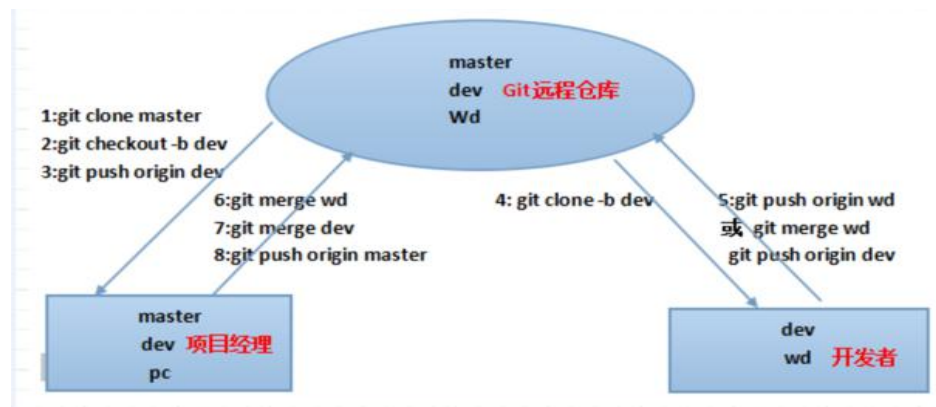 master
dev Git远程仓库
Wd
1:git clone master
2:git checkout -b dev
3:git push origin dev
6:git merge wd
7:git merge dev
8:git push origin master
4: git clone -b dev
5:git push origin wd
或 git merge wd
git push origin dev
master
dev 项目经理
pc
dev
wd 开发者